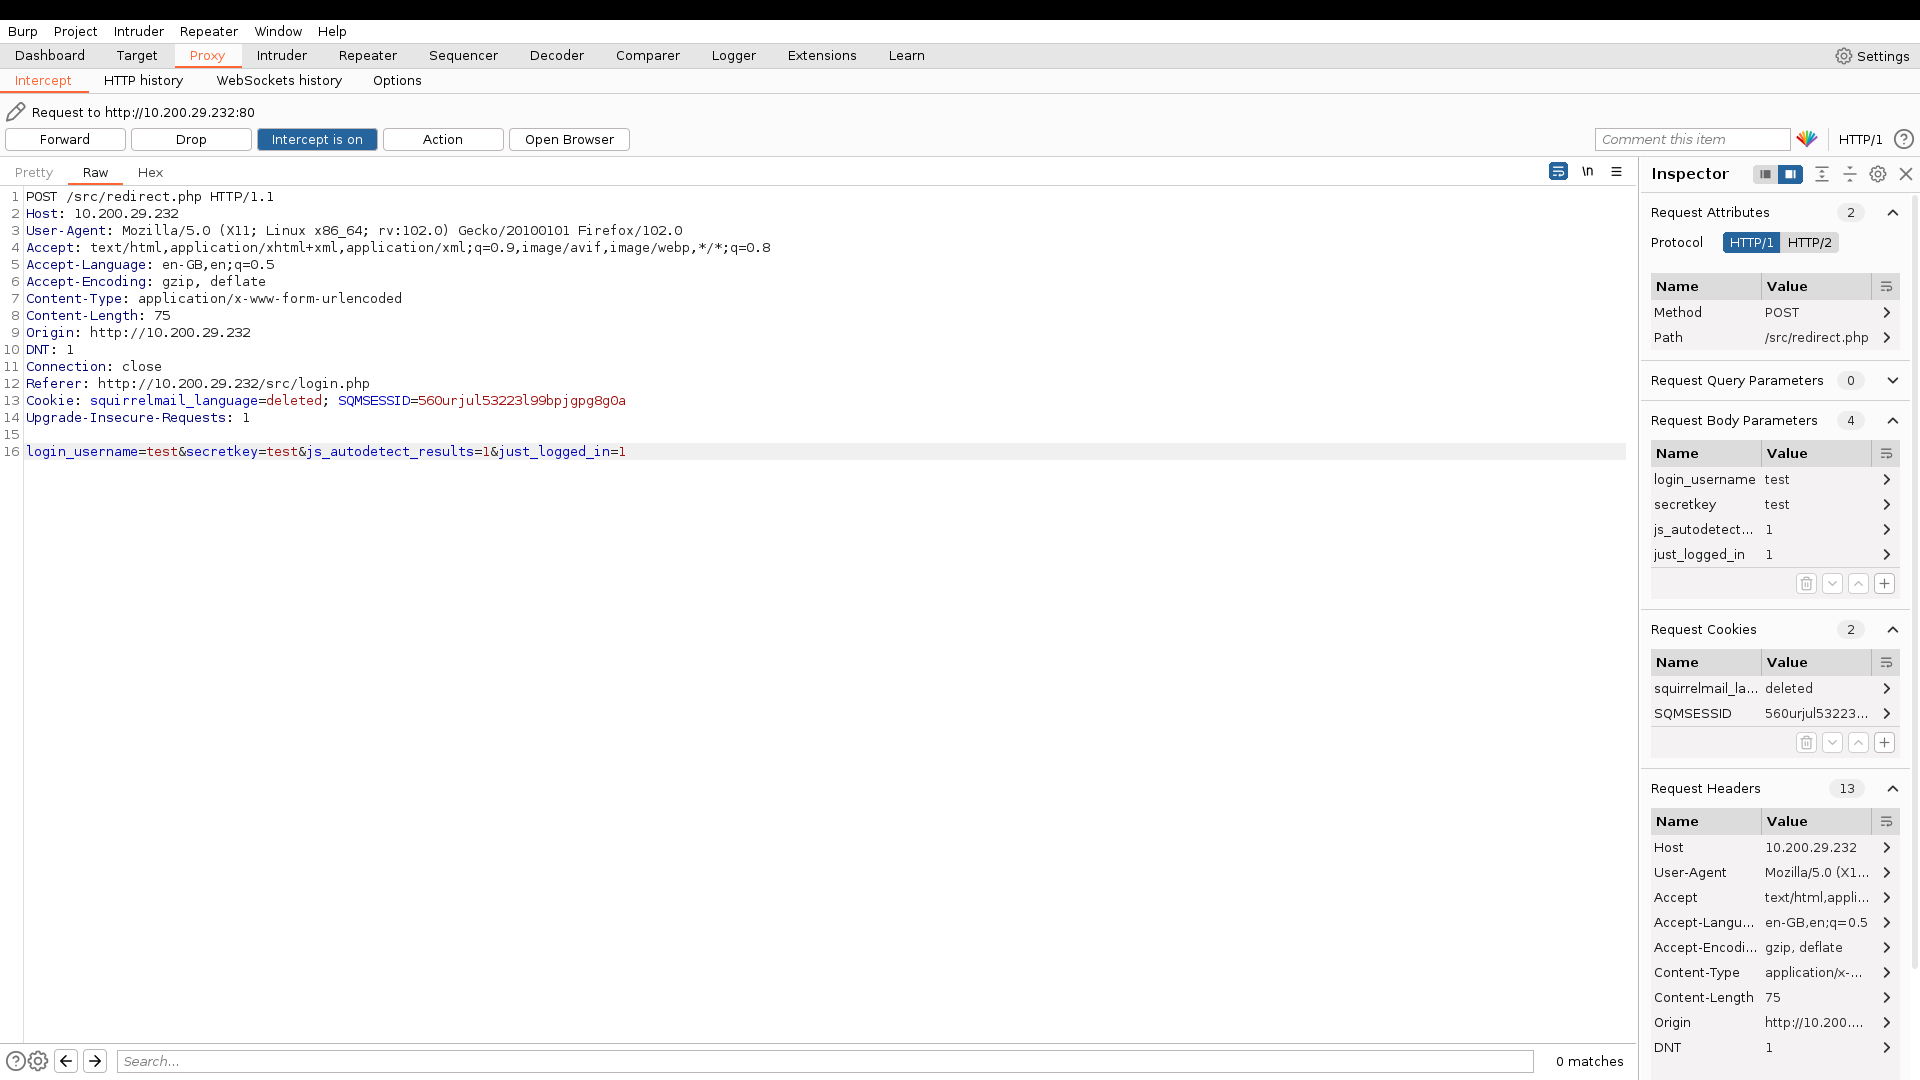 Burp Project Intruder Repeater Window Help
Dashboard Target Proxy Intruder Repeater Sequencer Decoder Comparer Logger Extensions Learn Settings
Intercept HTTP history WebSockets history Options
Request to http://10.200.29.232:80
Forward Drop Intercept is on Action Open Browser Comment this item HTTP/1 ?
Pretty Raw Hex \n
1 POST /src/redirect.php HTTP/1.1
2 Host: 10.200.29.232
3 User-Agent: Mozilla/5.0 (X11; Linux x86_64; rv:102.0) Gecko/20100101 Firefox/102.0
4 Accept: text/html,application/xhtml+xml,application/xml;q=0.9,image/avif,image/webp,*/*;q=0.8
5 Accept-Language: en-GB,en;q=0.5
6 Accept-Encoding: gzip, deflate
7 Content-Type: application/x-www-form-urlencoded
8 Content-Length: 75
9 Origin: http://10.200.29.232
10 DNT: 1
11 Connection: close
12 Referer: http://10.200.29.232/src/login.php
13 Cookie: squirrelmail_language=deleted; SQMSESSID=560urjul53223l99bpjgpg8g0a
14 Upgrade-Insecure-Requests: 1
15
16 login_username=test&secretkey=test&js_autodetect_results=1&just_logged_in=1
? Search... 0 matches
Inspector
Request Attributes 2
Protocol HTTP/1 HTTP/2
Name Value
Method POST
Path /src/redirect.php
Request Query Parameters 0
Request Body Parameters 4
Name Value
login_username test
secretkey test
js_autodetect... 1
just_logged_in 1
Request Cookies 2
Name Value
squirrelmail_la... deleted
SQMSESSID 560urjul53223...
Request Headers 13
Name Value
Host 10.200.29.232
User-Agent Mozilla/5.0 (X1...
Accept text/html,appli...
Accept-Langu... en-GB,en;q=0.5
Accept-Encodi... gzip, deflate
Content-Type application/x-...
Content-Length 75
Origin http://10.200....
DNT 1